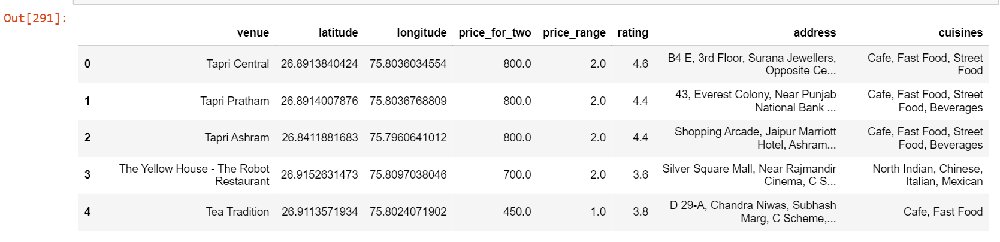 Out[291]:
venue latitude longitude price_for_two price_range rating address cuisines
0 Tapri Central 26.8913840424 75.8036034554 800.0 2.0 4.6 B4 E, 3rd Floor, Surana Jewellers, Opposite Ce... Cafe, Fast Food, Street Food
1 Tapri Pratham 26.8914007876 75.8036768809 800.0 2.0 4.4 43, Everest Colony, Near Punjab National Bank ... Cafe, Fast Food, Street Food, Beverages
2 Tapri Ashram 26.8411881683 75.7960641012 800.0 2.0 4.4 Shopping Arcade, Jaipur Marriott Hotel, Ashram... Cafe, Fast Food, Street Food, Beverages
3 The Yellow House - The Robot Restaurant 26.9152631473 75.8097038046 700.0 2.0 3.6 Silver Square Mall, Near Rajmandir Cinema, C S... North Indian, Chinese, Italian, Mexican
4 Tea Tradition 26.9113571934 75.8024071902 450.0 1.0 3.8 D 29-A, Chandra Niwas, Subhash Marg, C Scheme,... Cafe, Fast Food